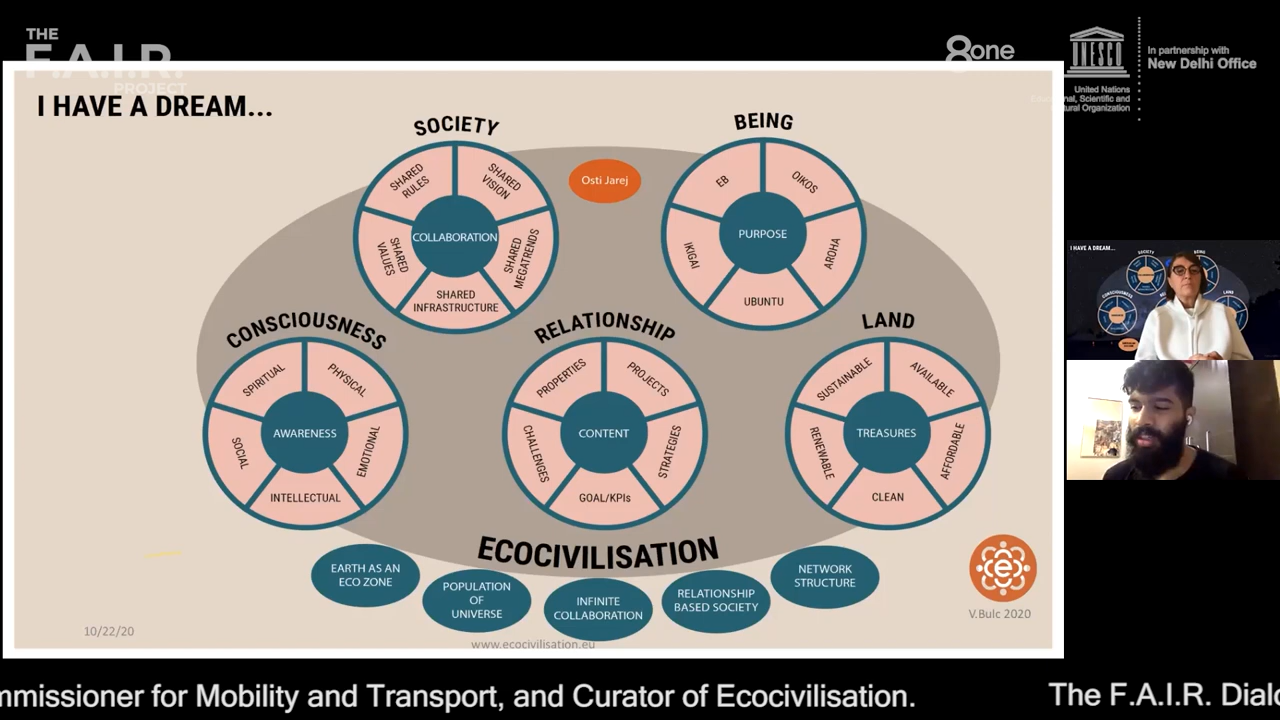 THE
F.A.I.R.
PROJECT
8one
UNESCO
United Nations
Educational, Scientific and
Cultural Organization
In partnership with
New Delhi Office
I HAVE A DREAM...
SOCIETY
SHARED
RULES
SHARED
VISION
SHARED
VALUES
SHARED
MEGATRENDS
SHARED
INFRASTRUCTURE
COLLABORATION
Osti Jarej
BEING
EB
OIKOS
IKIGAI
AROHA
UBUNTU
PURPOSE
CONSCIOUSNESS
SPIRITUAL
PHYSICAL
SOCIAL
EMOTIONAL
INTELLECTUAL
AWARENESS
RELATIONSHIP
PROPERTIES
PROJECTS
CHALLENGES
STRATEGIES
GOAL/KPIs
CONTENT
LAND
SUSTAINABLE
AVAILABLE
RENEWABLE
AFFORDABLE
CLEAN
TREASURES
ECOCIVILISATION
EARTH AS AN
ECO ZONE
POPULATION
OF
UNIVERSE
INFINITE
COLLABORATION
RELATIONSHIP
BASED SOCIETY
NETWORK
STRUCTURE
e
V.Bulc 2020
10/22/20
www.ecocivilisation.eu
I HAVE A DREAM...
mmissioner for Mobility and Transport, and Curator of Ecocivilisation.
The F.A.I.R. Dial